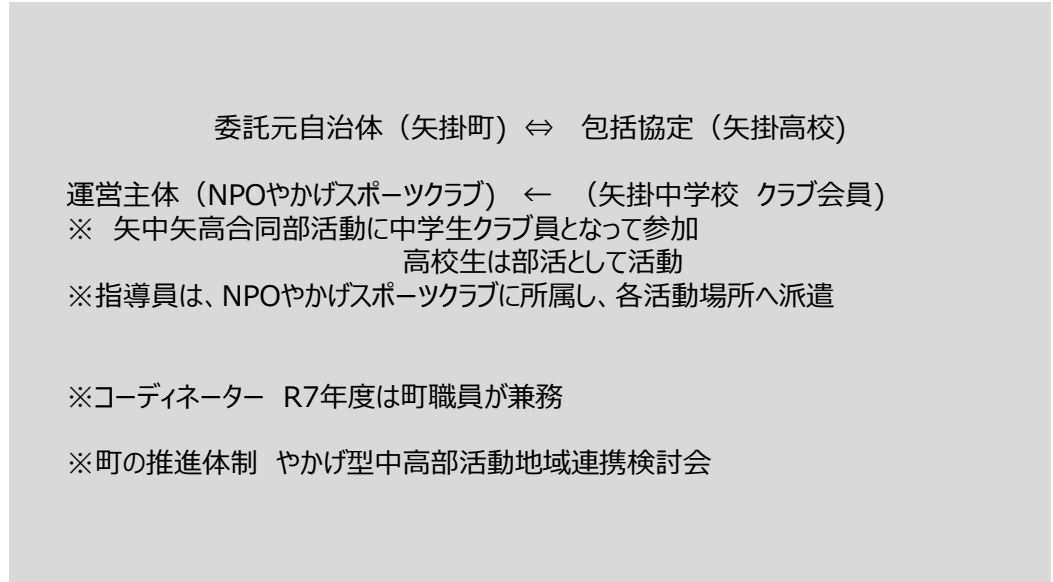 委託元自治体（矢掛町) ⇔　包括協定（矢掛高校)
運営主体（NPOやかげスポーツクラブ)　←　（矢掛中学校　クラブ会員)
※　矢中矢高合同部活動に中学生クラブ員となって参加
高校生は部活として活動
※指導員は、NPOやかげスポーツクラブに所属し、各活動場所へ派遣
※コーディネーター　R7年度は町職員が兼務
※町の推進体制　やかげ型中高部活動地域連携検討会